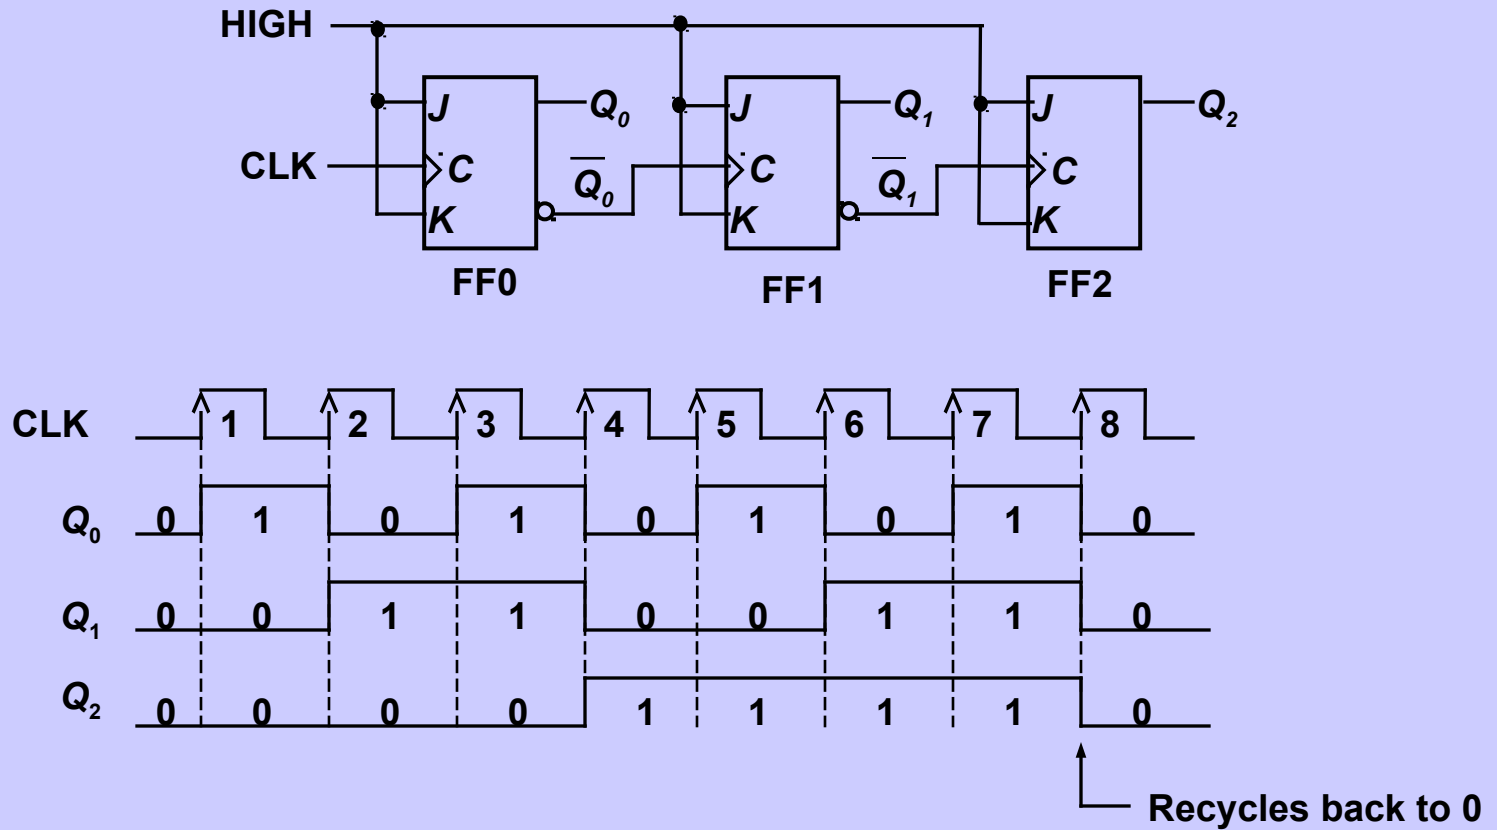 HIGH
J Q0 J Q1 J Q2
CLK C Q̅0 C Q̅1 C
K K K
FF0 FF1 FF2
CLK 1 2 3 4 5 6 7 8
Q0 0 1 0 1 0 1 0 1 0
Q1 0 0 1 1 0 0 1 1 0
Q2 0 0 0 0 1 1 1 1 0
Recycles back to 0